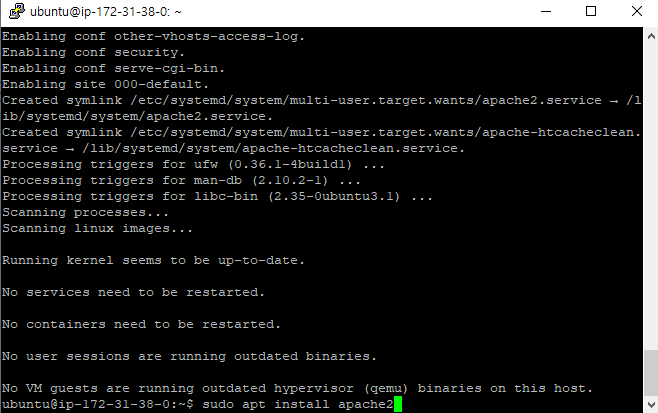 ubuntu@ip-172-31-38-0: ~
Enabling conf other-vhosts-access-log.
Enabling conf security.
Enabling conf serve-cgi-bin.
Enabling site 000-default.
Created symlink /etc/systemd/system/multi-user.target.wants/apache2.service → /l
ib/systemd/system/apache2.service.
Created symlink /etc/systemd/system/multi-user.target.wants/apache-htcacheclean.
service → /lib/systemd/system/apache-htcacheclean.service.
Processing triggers for ufw (0.36.1-4build1) ...
Processing triggers for man-db (2.10.2-1) ...
Processing triggers for libc-bin (2.35-0ubuntu3.1) ...
Scanning processes...
Scanning linux images...
Running kernel seems to be up-to-date.
No services need to be restarted.
No containers need to be restarted.
No user sessions are running outdated binaries.
No VM guests are running outdated hypervisor (qemu) binaries on this host.
ubuntu@ip-172-31-38-0:~$ sudo apt install apache2